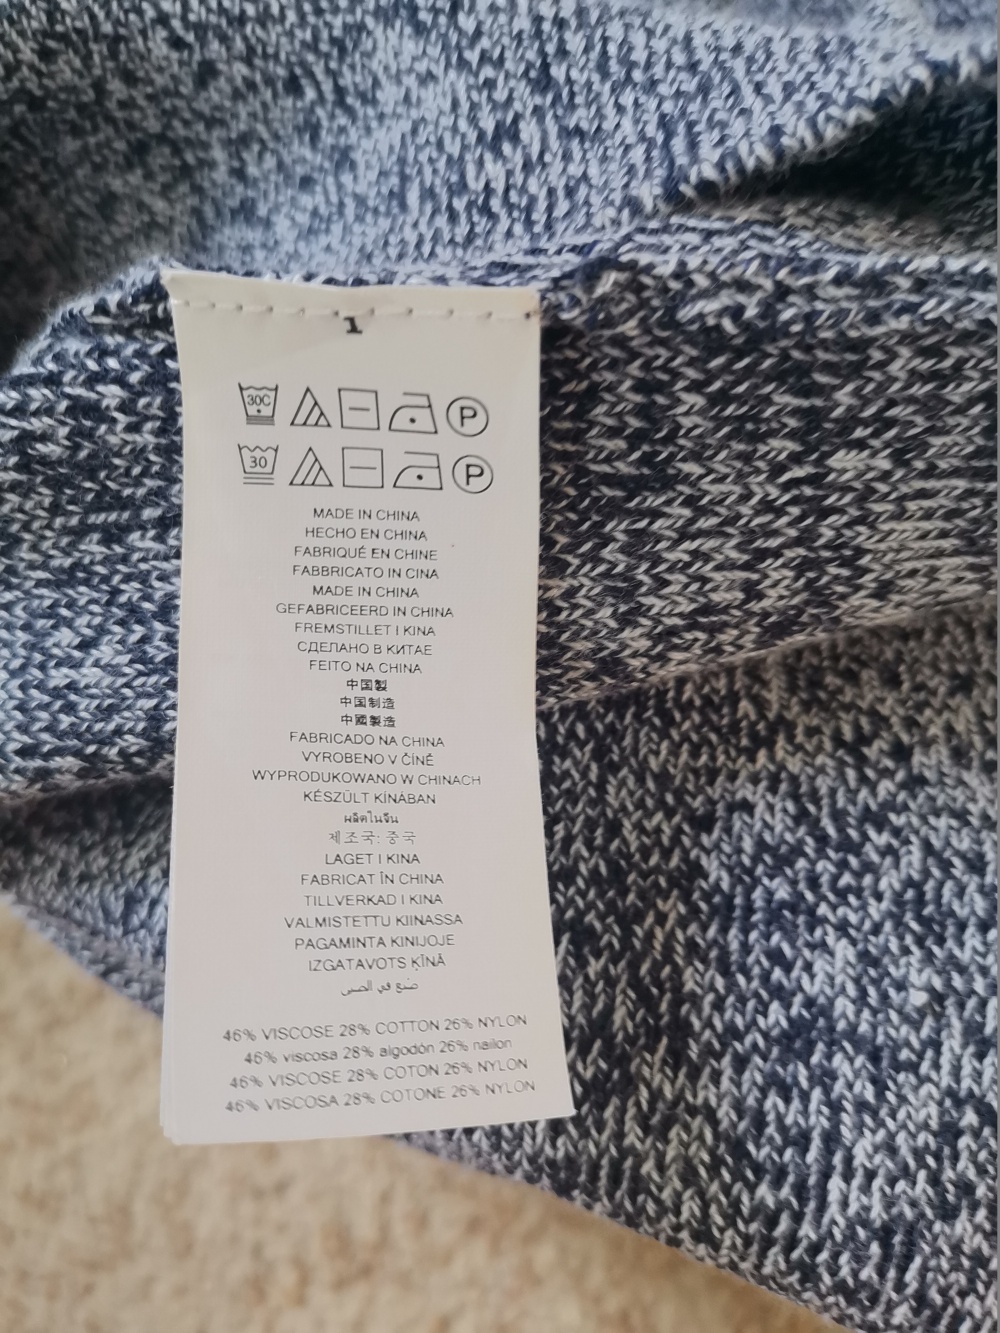 1
30C P
30 P
MADE IN CHINA
HECHO EN CHINA
FABRIQUÉ EN CHINE
FABBRICATO IN CINA
MADE IN CHINA
GEFABRICEERD IN CHINA
FREMSTILLET I KINA
СДЕЛАНО В КИТАЕ
FEITO NA CHINA
中国製
中国制造
中國製造
FABRICADO NA CHINA
VYROBENO V ČÍNĚ
WYPRODUKOWANO W CHINACH
KÉSZÜLT KÍNÁBAN
ผลิตในจีน
제조국: 중국
LAGET I KINA
FABRICAT ÎN CHINA
TILLVERKAD I KINA
VALMISTETTU KIINASSA
PAGAMINTA KINIJOJE
IZGATAVOTS ĶĪNĀ
صنع في الصين
46% VISCOSE 28% COTTON 26% NYLON
46% viscosa 28% algodón 26% nailon
46% VISCOSE 28% COTON 26% NYLON
46% VISCOSA 28% COTONE 26% NYLON